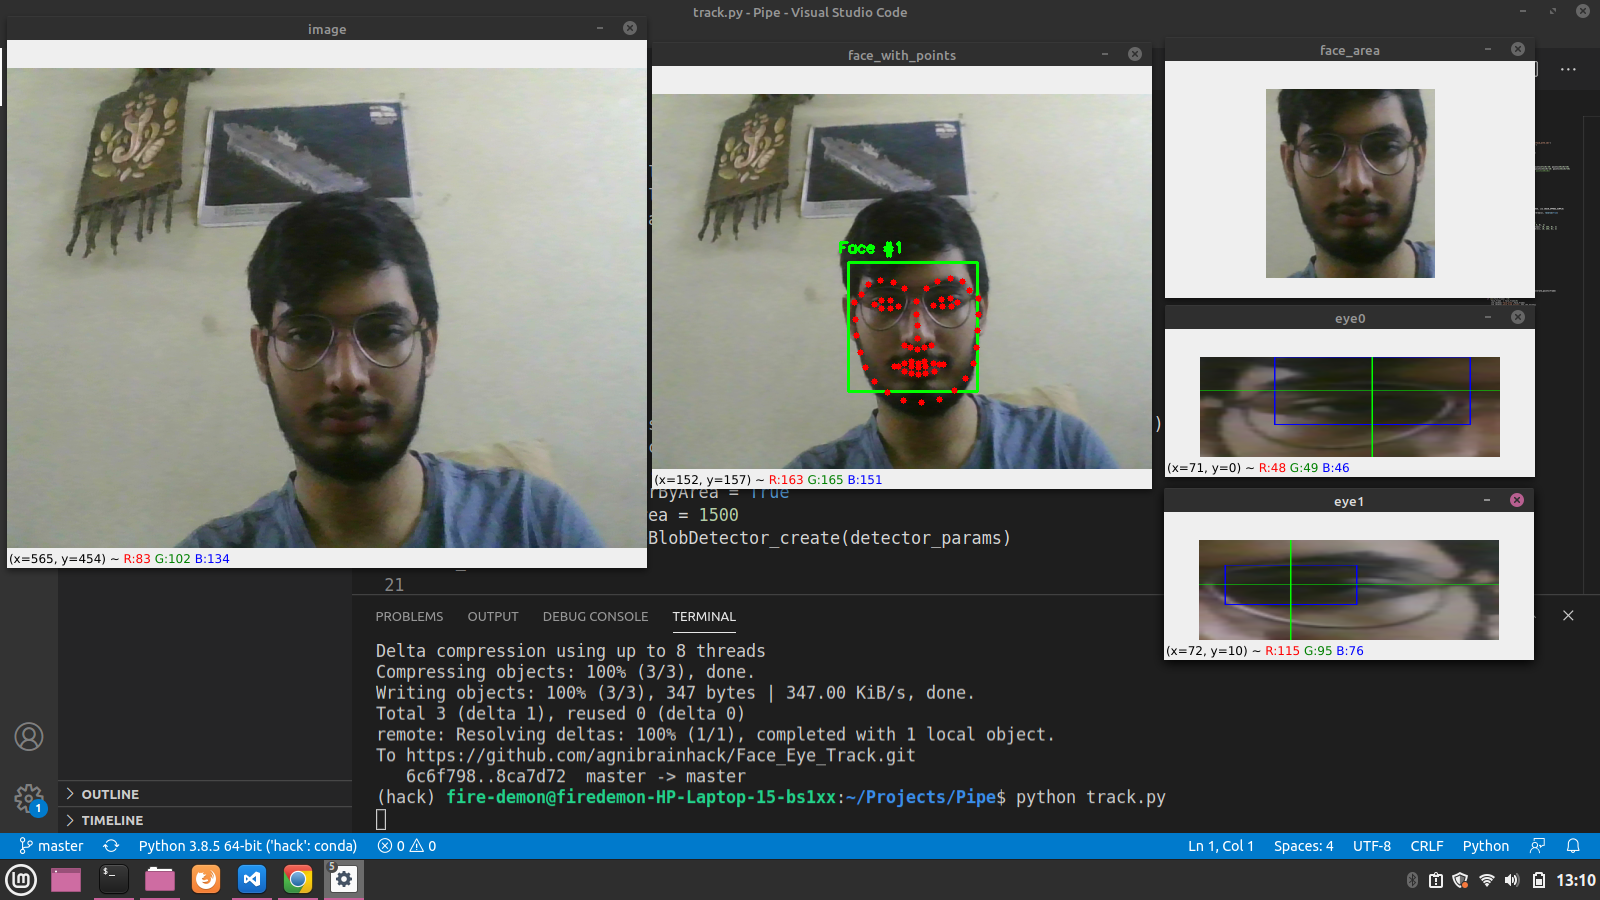 track.py - Pipe - Visual Studio Code
image
face_with_points
face_area
Face #1
eye0
(x=71, y=0) ~ R:48 G:49 B:46
(x=152, y=157) ~ R:163 G:165 B:151
eye1
rByArea = True
ea = 1500
BlobDetector_create(detector_params)
)
(x=565, y=454) ~ R:83 G:102 B:134
21
(x=72, y=10) ~ R:115 G:95 B:76
PROBLEMS OUTPUT DEBUG CONSOLE TERMINAL
Delta compression using up to 8 threads
Compressing objects: 100% (3/3), done.
Writing objects: 100% (3/3), 347 bytes | 347.00 KiB/s, done.
Total 3 (delta 1), reused 0 (delta 0)
remote: Resolving deltas: 100% (1/1), completed with 1 local object.
To https://github.com/agnibrainhack/Face_Eye_Track.git
6c6f798..8ca7d72 master -> master
(hack) fire-demon@firedemon-HP-Laptop-15-bs1xx:~/Projects/Pipe$ python track.py
OUTLINE
TIMELINE
1
master Python 3.8.5 64-bit ('hack': conda) 0 0 Ln 1, Col 1 Spaces: 4 UTF-8 CRLF Python
5
13:10